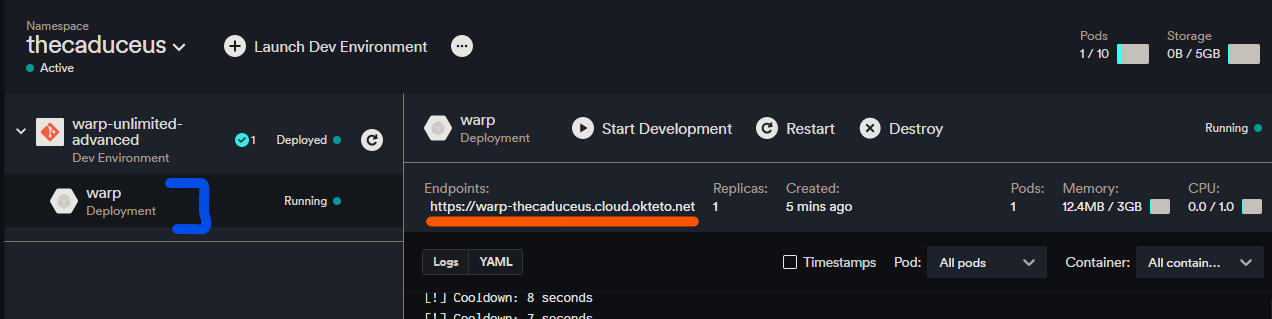 Namespace
thecaduceus
Active
Launch Dev Environment
Pods
1 / 10
Storage
0B / 5GB
warp-unlimited-
advanced
Dev Environment
1
Deployed
warp
Deployment
Running
warp
Deployment
Start Development
Restart
Destroy
Running
Endpoints:
https://warp-thecaduceus.cloud.okteto.net
Replicas:
1
Created:
5 mins ago
Pods:
1
Memory:
12.4MB / 3GB
CPU:
0.0 / 1.0
Logs
YAML
Timestamps
Pod:
All pods
Container:
All contain...
[!] Cooldown: 8 seconds
[!] Cooldown: 7 seconds